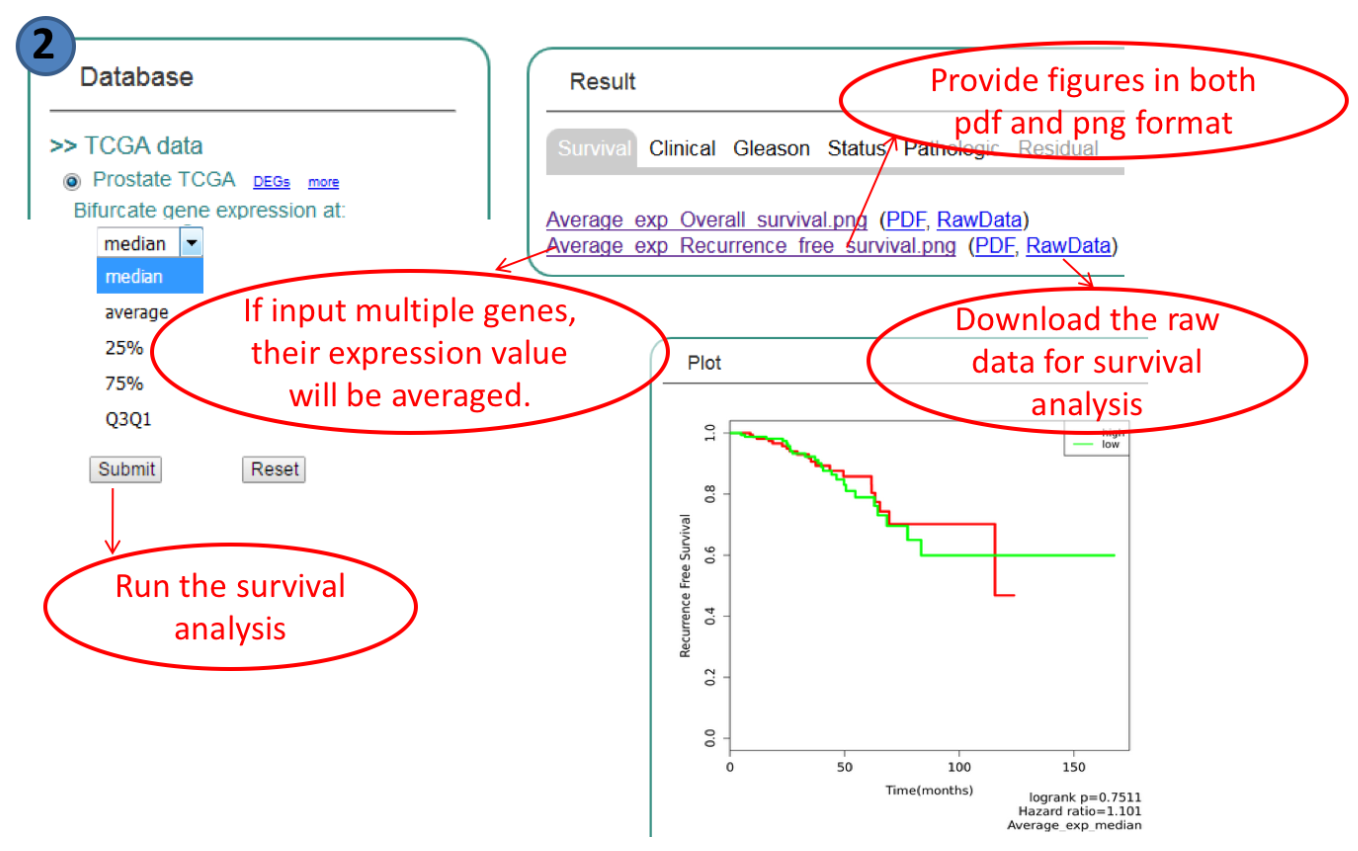 2
Database
>> TCGA data
Prostate TCGA DEGs more
Bifurcate gene expression at:
median
median
average
25%
75%
Q3Q1
Submit Reset
Run the survival
analysis
Result
Provide figures in both
pdf and png format
Survival Clinical Gleason Status Pathologic Residual
Average_exp_Overall_survival.png (PDF, RawData)
Average_exp_Recurrence_free_survival.png (PDF, RawData)
If input multiple genes,
their expression value
will be averaged.
Download the raw
data for survival
analysis
Plot
high
low
1.0
0.8
0.6
0.4
0.2
0.0
Recurrence Free Survival
0 50 100 150
Time(months)
logrank p=0.7511
Hazard ratio=1.101
Average_exp_median